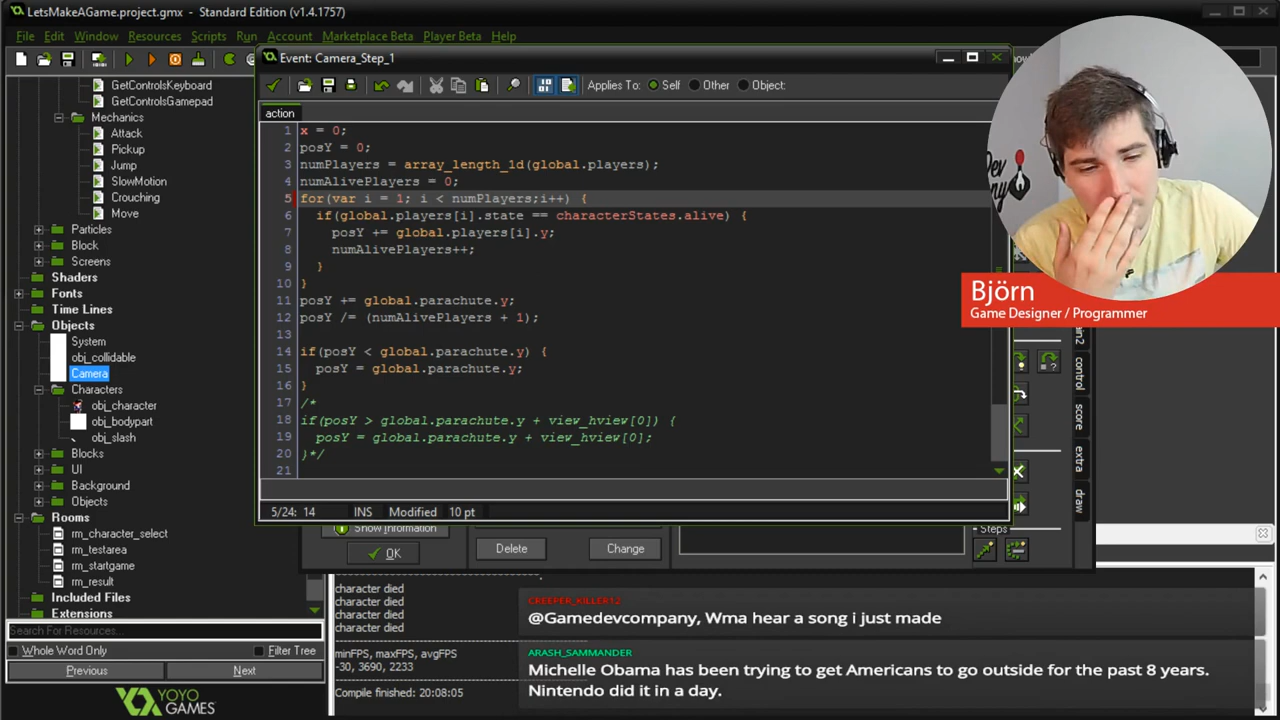 LetsMakeAGame.project.gmx - Standard Edition (v1.4.1757)
File Edit Window Resources Scripts Run Account Marketplace Beta Player Beta Help
GetControlsKeyboard
GetControlsGamepad
Mechanics
Attack
Pickup
Jump
SlowMotion
Crouching
Move
Particles
Block
Screens
Shaders
Fonts
Time Lines
Objects
System
obj_collidable
Camera
Characters
obj_character
obj_bodypart
obj_slash
Blocks
UI
Background
Objects
Rooms
rm_character_select
rm_testarea
rm_startgame
rm_result
Included Files
Extensions
Search For Resources...
Whole Word Only Filter Tree
Previous Next
YOYO
GAMES
Event: Camera_Step_1
Applies To: Self Other Object:
action
1 x = 0;
2 posY = 0;
3 numPlayers = array_length_1d(global.players);
4 numAlivePlayers = 0;
5 for(var i = 1; i < numPlayers;i++) {
6 if(global.players[i].state == characterStates.alive) {
7 posY += global.players[i].y;
8 numAlivePlayers++;
9 }
10 }
11 posY += global.parachute.y;
12 posY /= (numAlivePlayers + 1);
13
14 if(posY < global.parachute.y) {
15 posY = global.parachute.y;
16 }
17 /*
18 if(posY > global.parachute.y + view_hview[0]) {
19 posY = global.parachute.y + view_hview[0];
20 }*/
21
5/24: 14 INS Modified 10 pt
Show Information
OK
Delete Change
Steps
control
score
extra
draw
Björn
Game Designer / Programmer
character died
character died
character died
character died
minFPS, maxFPS, avgFPS
-30, 3690, 2233
Compile finished: 20:08:05
CREEPER_KILLER12
@Gamedevcompany, Wma hear a song i just made
ARASH_SAMMANDER
Michelle Obama has been trying to get Americans to go outside for the past 8 years.
Nintendo did it in a day.